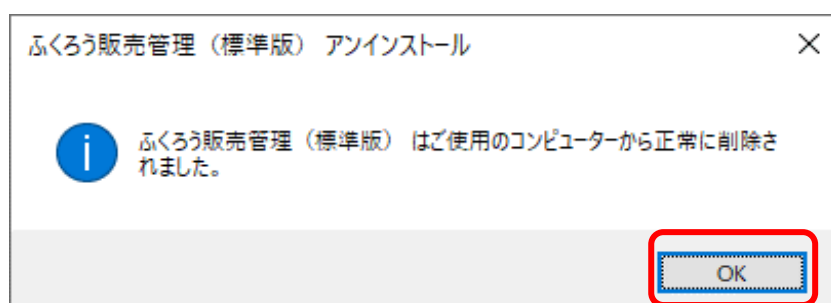 ふくろう販売管理（標準版） アンインストール
ふくろう販売管理（標準版） はご使用のコンピューターから正常に削除さ
れました。
OK